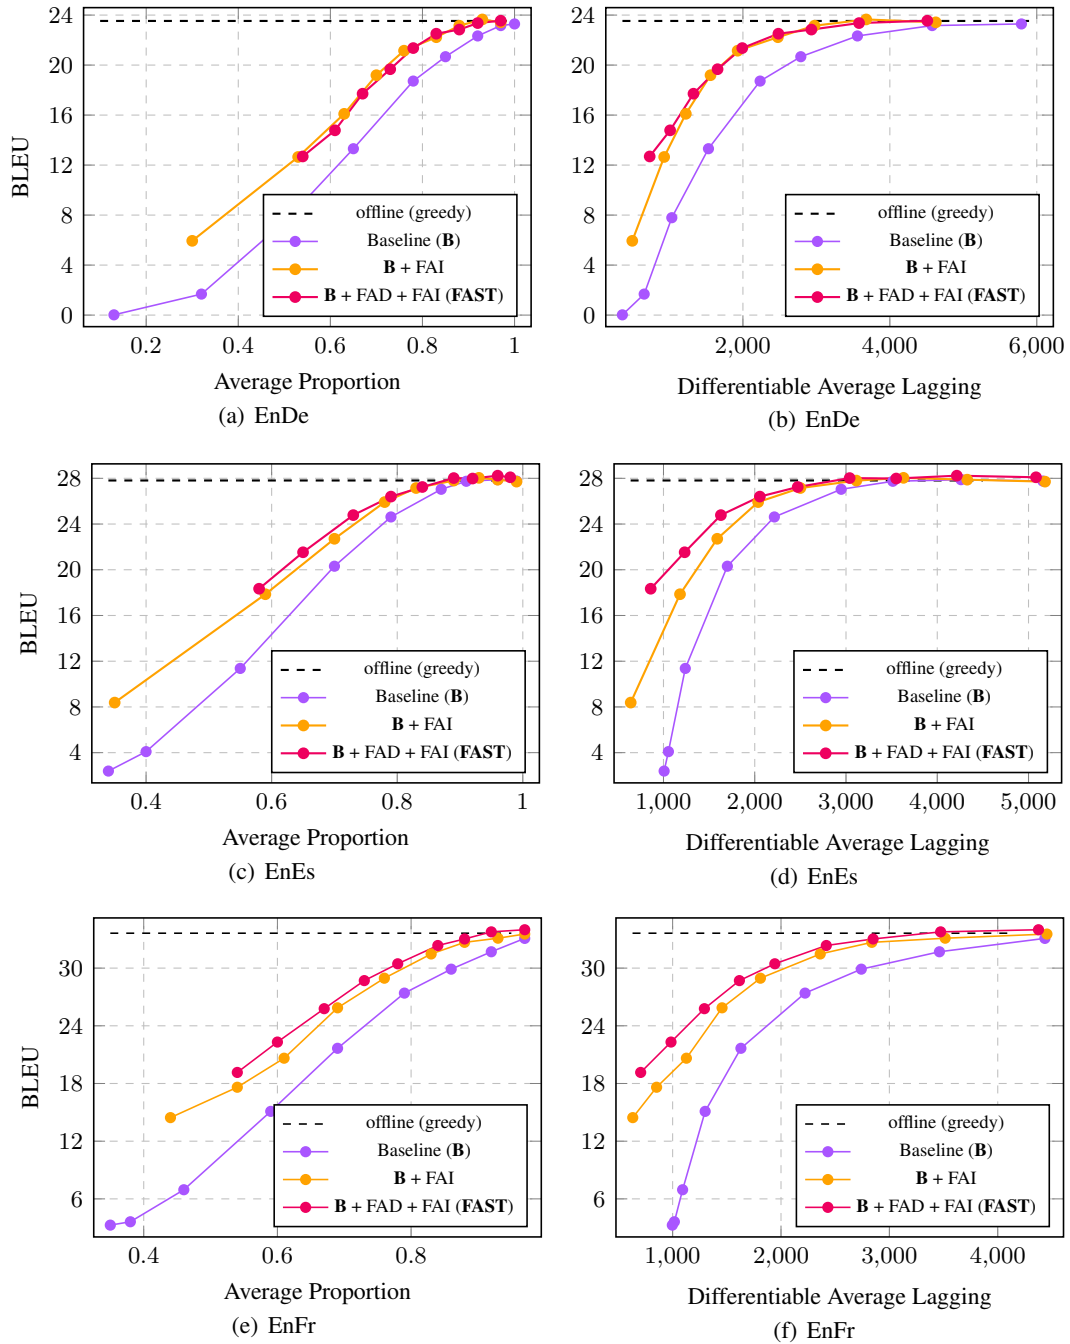 24
20
16
12
8
4
0
BLEU
offline (greedy)
Baseline (B)
B + FAI
B + FAD + FAI (FAST)
0.2 0.4 0.6 0.8 1
Average Proportion
(a) EnDe
24
20
16
12
8
4
0
offline (greedy)
Baseline (B)
B + FAI
B + FAD + FAI (FAST)
2,000 4,000 6,000
Differentiable Average Lagging
(b) EnDe
28
24
20
16
12
8
4
BLEU
offline (greedy)
Baseline (B)
B + FAI
B + FAD + FAI (FAST)
0.4 0.6 0.8 1
Average Proportion
(c) EnEs
28
24
20
16
12
8
4
offline (greedy)
Baseline (B)
B + FAI
B + FAD + FAI (FAST)
1,000 2,000 3,000 4,000 5,000
Differentiable Average Lagging
(d) EnEs
30
24
18
12
6
BLEU
offline (greedy)
Baseline (B)
B + FAI
B + FAD + FAI (FAST)
0.4 0.6 0.8
Average Proportion
(e) EnFr
30
24
18
12
6
offline (greedy)
Baseline (B)
B + FAI
B + FAD + FAI (FAST)
1,000 2,000 3,000 4,000
Differentiable Average Lagging
(f) EnFr